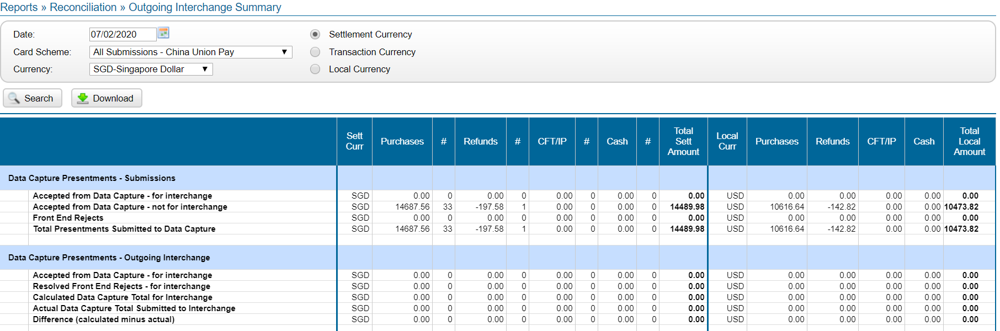 Reports » Reconciliation » Outgoing Interchange Summary
Date: 07/02/2020 Settlement Currency
Card Scheme: All Submissions - China Union Pay Transaction Currency
Currency: SGD-Singapore Dollar Local Currency
Search Download
Sett Curr Purchases # Refunds # CFT/IP # Cash # Total Sett Amount Local Curr Purchases Refunds CFT/IP Cash Total Local Amount
Data Capture Presentments - Submissions
Accepted from Data Capture - for interchange SGD 0.00 0 0.00 0 0.00 0 0.00 0 0.00 USD 0.00 0.00 0.00 0.00 0.00
Accepted from Data Capture - not for interchange SGD 14687.56 33 -197.58 1 0.00 0 0.00 0 14489.98 USD 10616.64 -142.82 0.00 0.00 10473.82
Front End Rejects SGD 0.00 0 0.00 0 0.00 0 0.00 0 0.00 USD 0.00 0.00 0.00 0.00 0.00
Total Presentments Submitted to Data Capture SGD 14687.56 33 -197.58 1 0.00 0 0.00 0 14489.98 USD 10616.64 -142.82 0.00 0.00 10473.82
Data Capture Presentments - Outgoing Interchange
Accepted from Data Capture - for interchange SGD 0.00 0 0.00 0 0.00 0 0.00 0 0.00 USD 0.00 0.00 0.00 0.00 0.00
Resolved Front End Rejects - for interchange SGD 0.00 0 0.00 0 0.00 0 0.00 0 0.00 USD 0.00 0.00 0.00 0.00 0.00
Calculated Data Capture Total for Interchange SGD 0.00 0 0.00 0 0.00 0 0.00 0 0.00 USD 0.00 0.00 0.00 0.00 0.00
Actual Data Capture Total Submitted to Interchange SGD 0.00 0 0.00 0 0.00 0 0.00 0 0.00 USD 0.00 0.00 0.00 0.00 0.00
Difference (calculated minus actual) SGD 0.00 0 0.00 0 0.00 0 0.00 0 0.00 USD 0.00 0.00 0.00 0.00 0.00